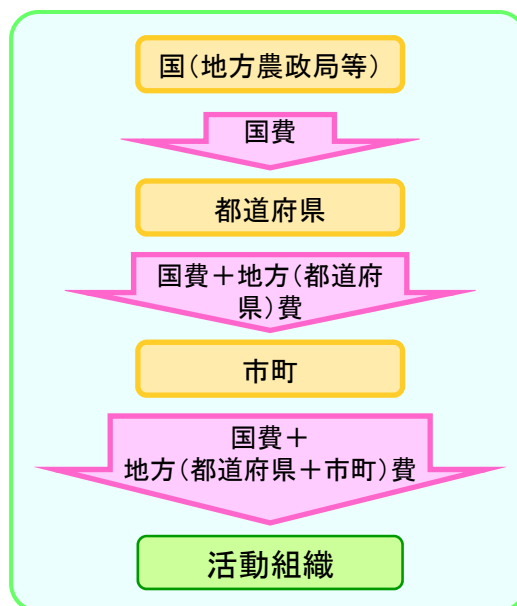 国(地方農政局等)
国費
都道府県
国費＋地方(都道府
県)費
市町
国費＋
地方(都道府県＋市町)費
活動組織